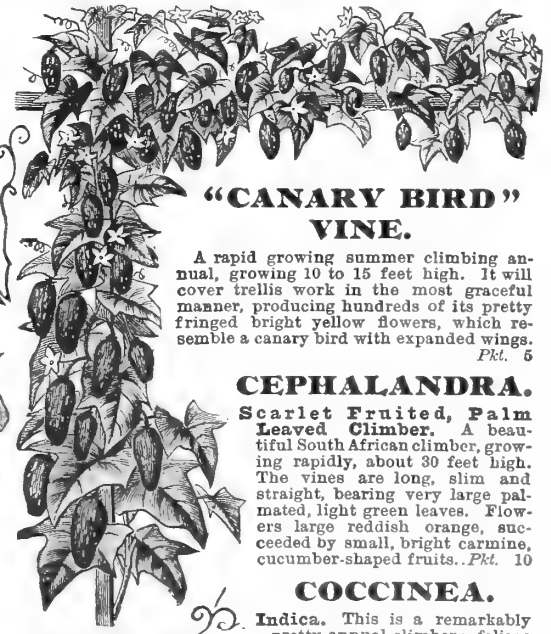 “CANARY BIRD”
VINE.
A rapid growing summer climbing an-
nual, growing 10 to 15 feet high. It will
cover trellis work in the most graceful
manner, producing hundreds of its pretty
fringed bright yellow flowers, which re-
semble a canary bird with expanded wings.
Pkt. 5
CEPHALANDRA.
Scarlet Fruited, Palm
Leaved Climber. A beau-
tiful South African climber, grow-
ing rapidly, about 30 feet high.
The vines are long, slim and
straight, bearing very large pal-
mated, light green leaves. Flow-
ers large reddish orange, suc-
ceeded by small, bright carmine,
cucumber-shaped fruits..Pkt. 10
COCCINEA.
Indica. This is a remarkably
pretty annual climber; foliage